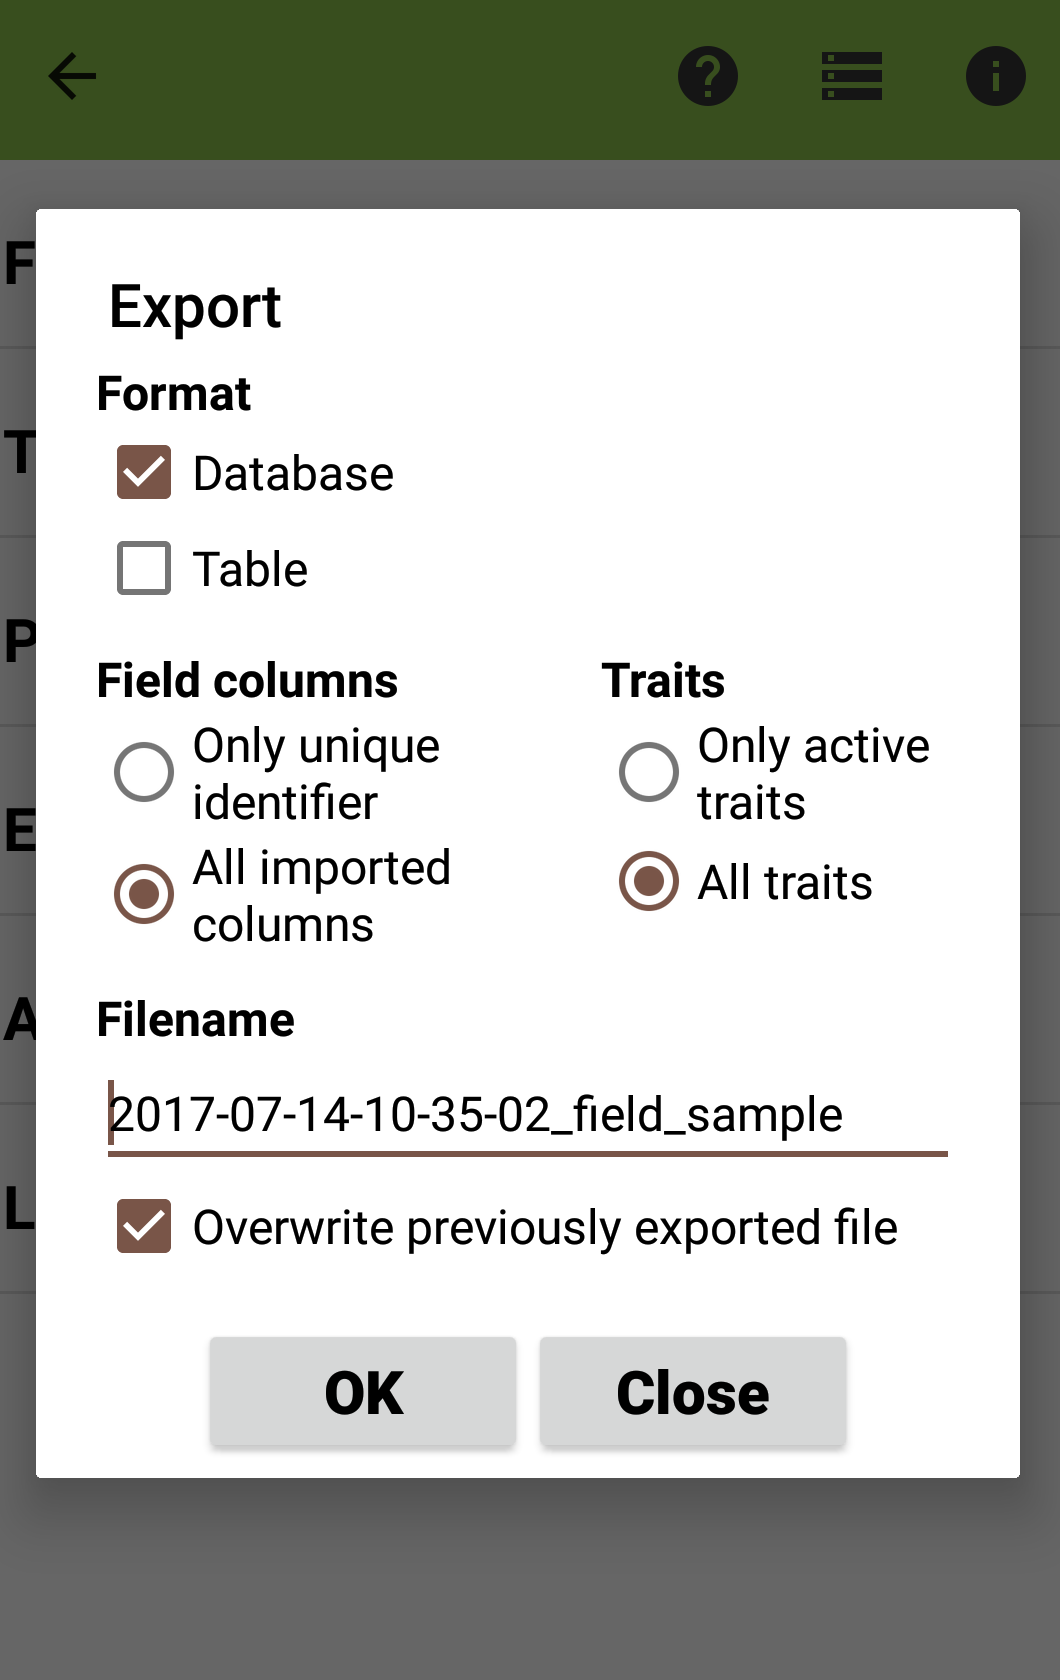 Export
Format
Database
Table
Field columns
Only unique
identifier
All imported
columns
Traits
Only active
traits
All traits
Filename
2017-07-14-10-35-02_field_sample
Overwrite previously exported file
OK
Close
F
T
P
E
A
L